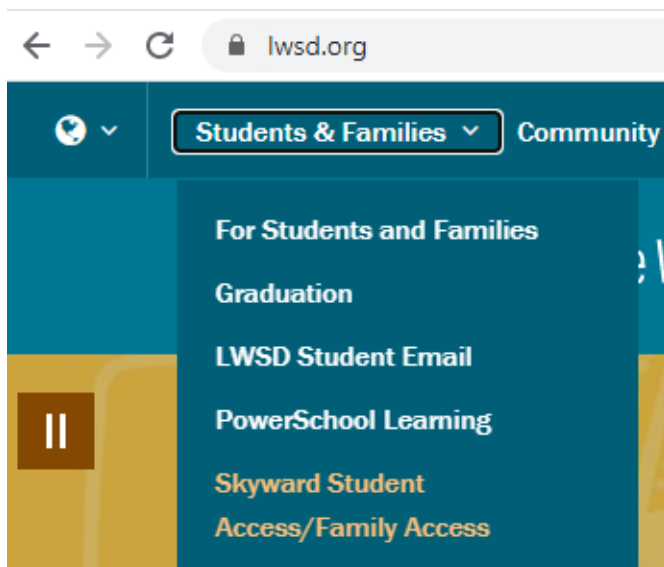 lwsd.org
Students & Families Community
For Students and Families
Graduation
LWSD Student Email
PowerSchool Learning
Skyward Student
Access/Family Access